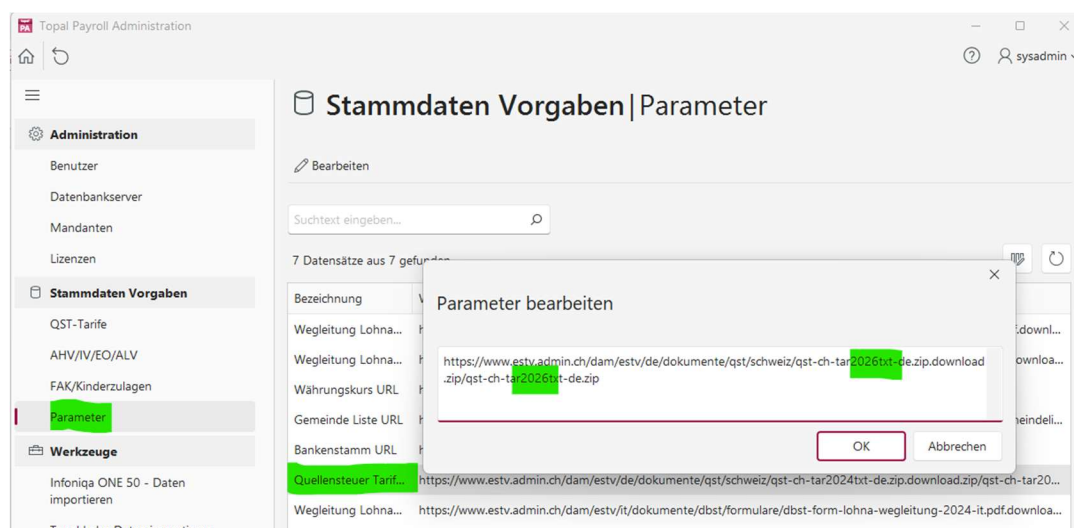 PA Topal Payroll Administration
sysadmin
Stammdaten Vorgaben|Parameter
Administration
Benutzer
Datenbankserver
Mandanten
Lizenzen
Stammdaten Vorgaben
QST-Tarife
AHV/IV/EO/ALV
FAK/Kinderzulagen
Parameter
Werkzeuge
Infoniqa ONE 50 - Daten
importieren
Bearbeiten
Suchtext eingeben...
7 Datensätze aus 7 gefunden
Bezeichnung
Wegleitung Lohna...
Wegleitung Lohna...
Währungskurs URL
Gemeinde Liste URL
Bankenstamm URL
Quellensteuer Tarif... https://www.estv.admin.ch/dam/estv/de/dokumente/qst/schweiz/qst-ch-tar2024txt-de.zip.download.zip/qst-ch-tar20...
Wegleitung Lohna... https://www.estv.admin.ch/dam/estv/it/dokumente/dbst/formulare/dbst-form-lohna-wegleitung-2024-it.pdf.downloa...
Parameter bearbeiten
https://www.estv.admin.ch/dam/estv/de/dokumente/qst/schweiz/qst-ch-tar2026txt-de.zip.download
.zip/qst-ch-tar2026txt-de.zip
OK Abbrechen